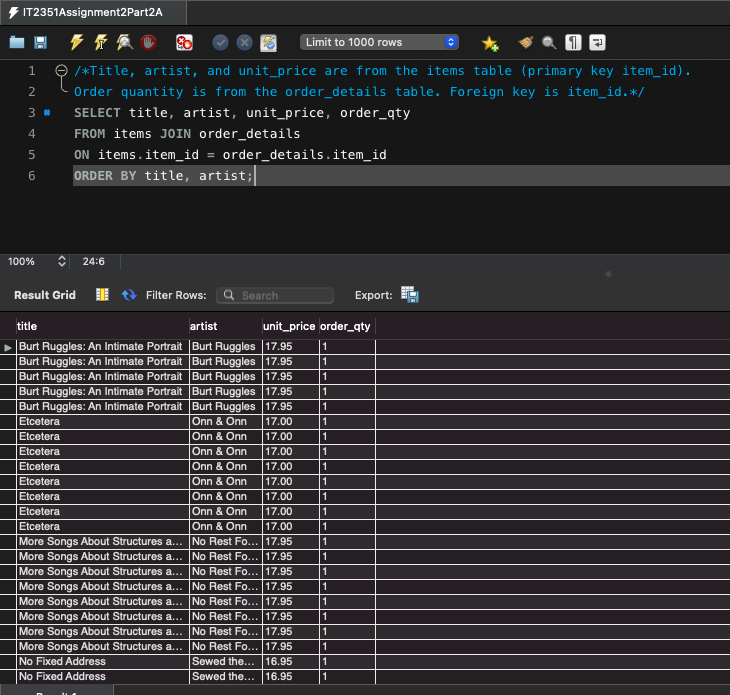 IT2351Assignment2Part2A
Limit to 1000 rows
1 /*Title, artist, and unit_price are from the items table (primary key item_id).
2 Order quantity is from the order_details table. Foreign key is item_id.*/
3 SELECT title, artist, unit_price, order_qty
4 FROM items JOIN order_details
5 ON items.item_id = order_details.item_id
6 ORDER BY title, artist;
100% 24:6
Result Grid Filter Rows: Search Export:
title artist unit_price order_qty
Burt Ruggles: An Intimate Portrait Burt Ruggles 17.95 1
Burt Ruggles: An Intimate Portrait Burt Ruggles 17.95 1
Burt Ruggles: An Intimate Portrait Burt Ruggles 17.95 1
Burt Ruggles: An Intimate Portrait Burt Ruggles 17.95 1
Burt Ruggles: An Intimate Portrait Burt Ruggles 17.95 1
Etcetera Onn & Onn 17.00 1
Etcetera Onn & Onn 17.00 1
Etcetera Onn & Onn 17.00 1
Etcetera Onn & Onn 17.00 1
Etcetera Onn & Onn 17.00 1
Etcetera Onn & Onn 17.00 1
Etcetera Onn & Onn 17.00 1
Etcetera Onn & Onn 17.00 1
More Songs About Structures a... No Rest Fo... 17.95 1
More Songs About Structures a... No Rest Fo... 17.95 1
More Songs About Structures a... No Rest Fo... 17.95 1
More Songs About Structures a... No Rest Fo... 17.95 1
More Songs About Structures a... No Rest Fo... 17.95 1
More Songs About Structures a... No Rest Fo... 17.95 1
More Songs About Structures a... No Rest Fo... 17.95 1
More Songs About Structures a... No Rest Fo... 17.95 1
No Fixed Address Sewed the... 16.95 1
No Fixed Address Sewed the... 16.95 1